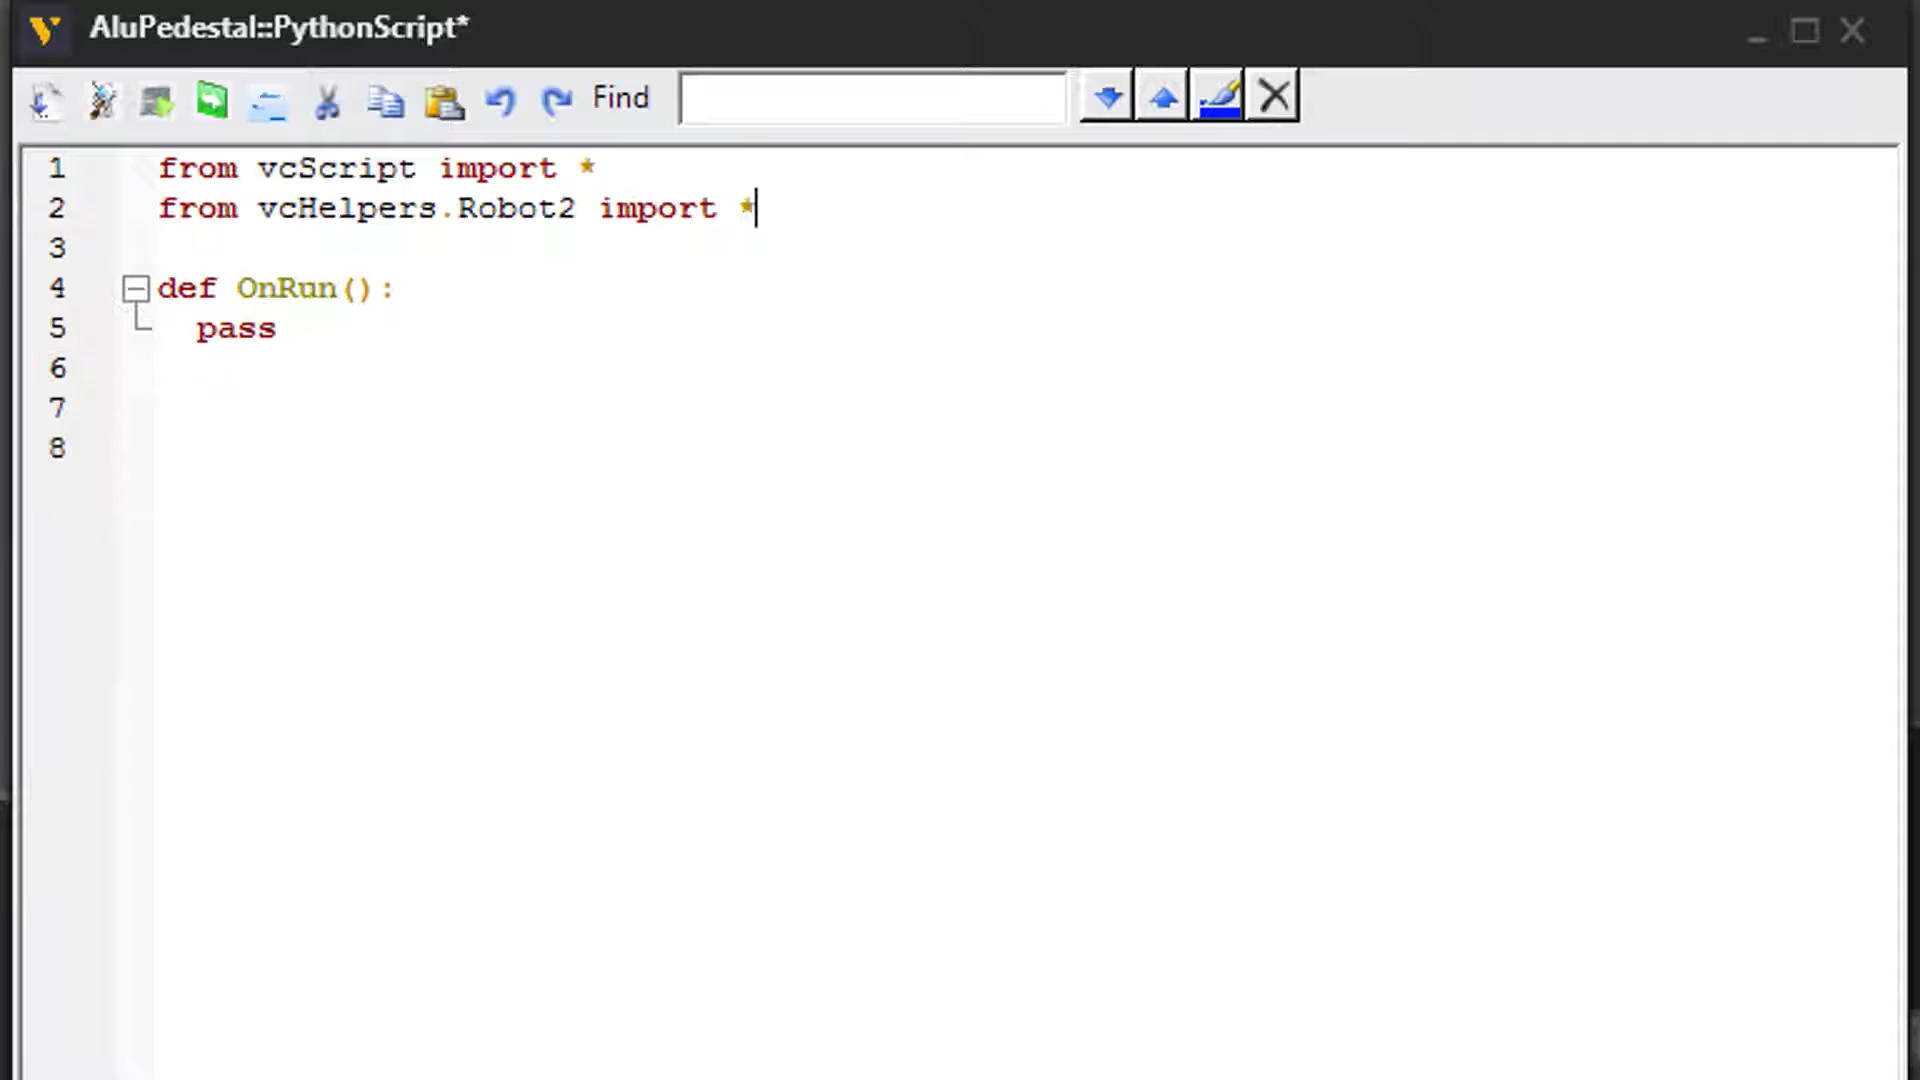 AluPedestal::PythonScript*
Find
1 from vcScript import *
2 from vcHelpers.Robot2 import *
3
4 def OnRun():
5 pass
6
7
8